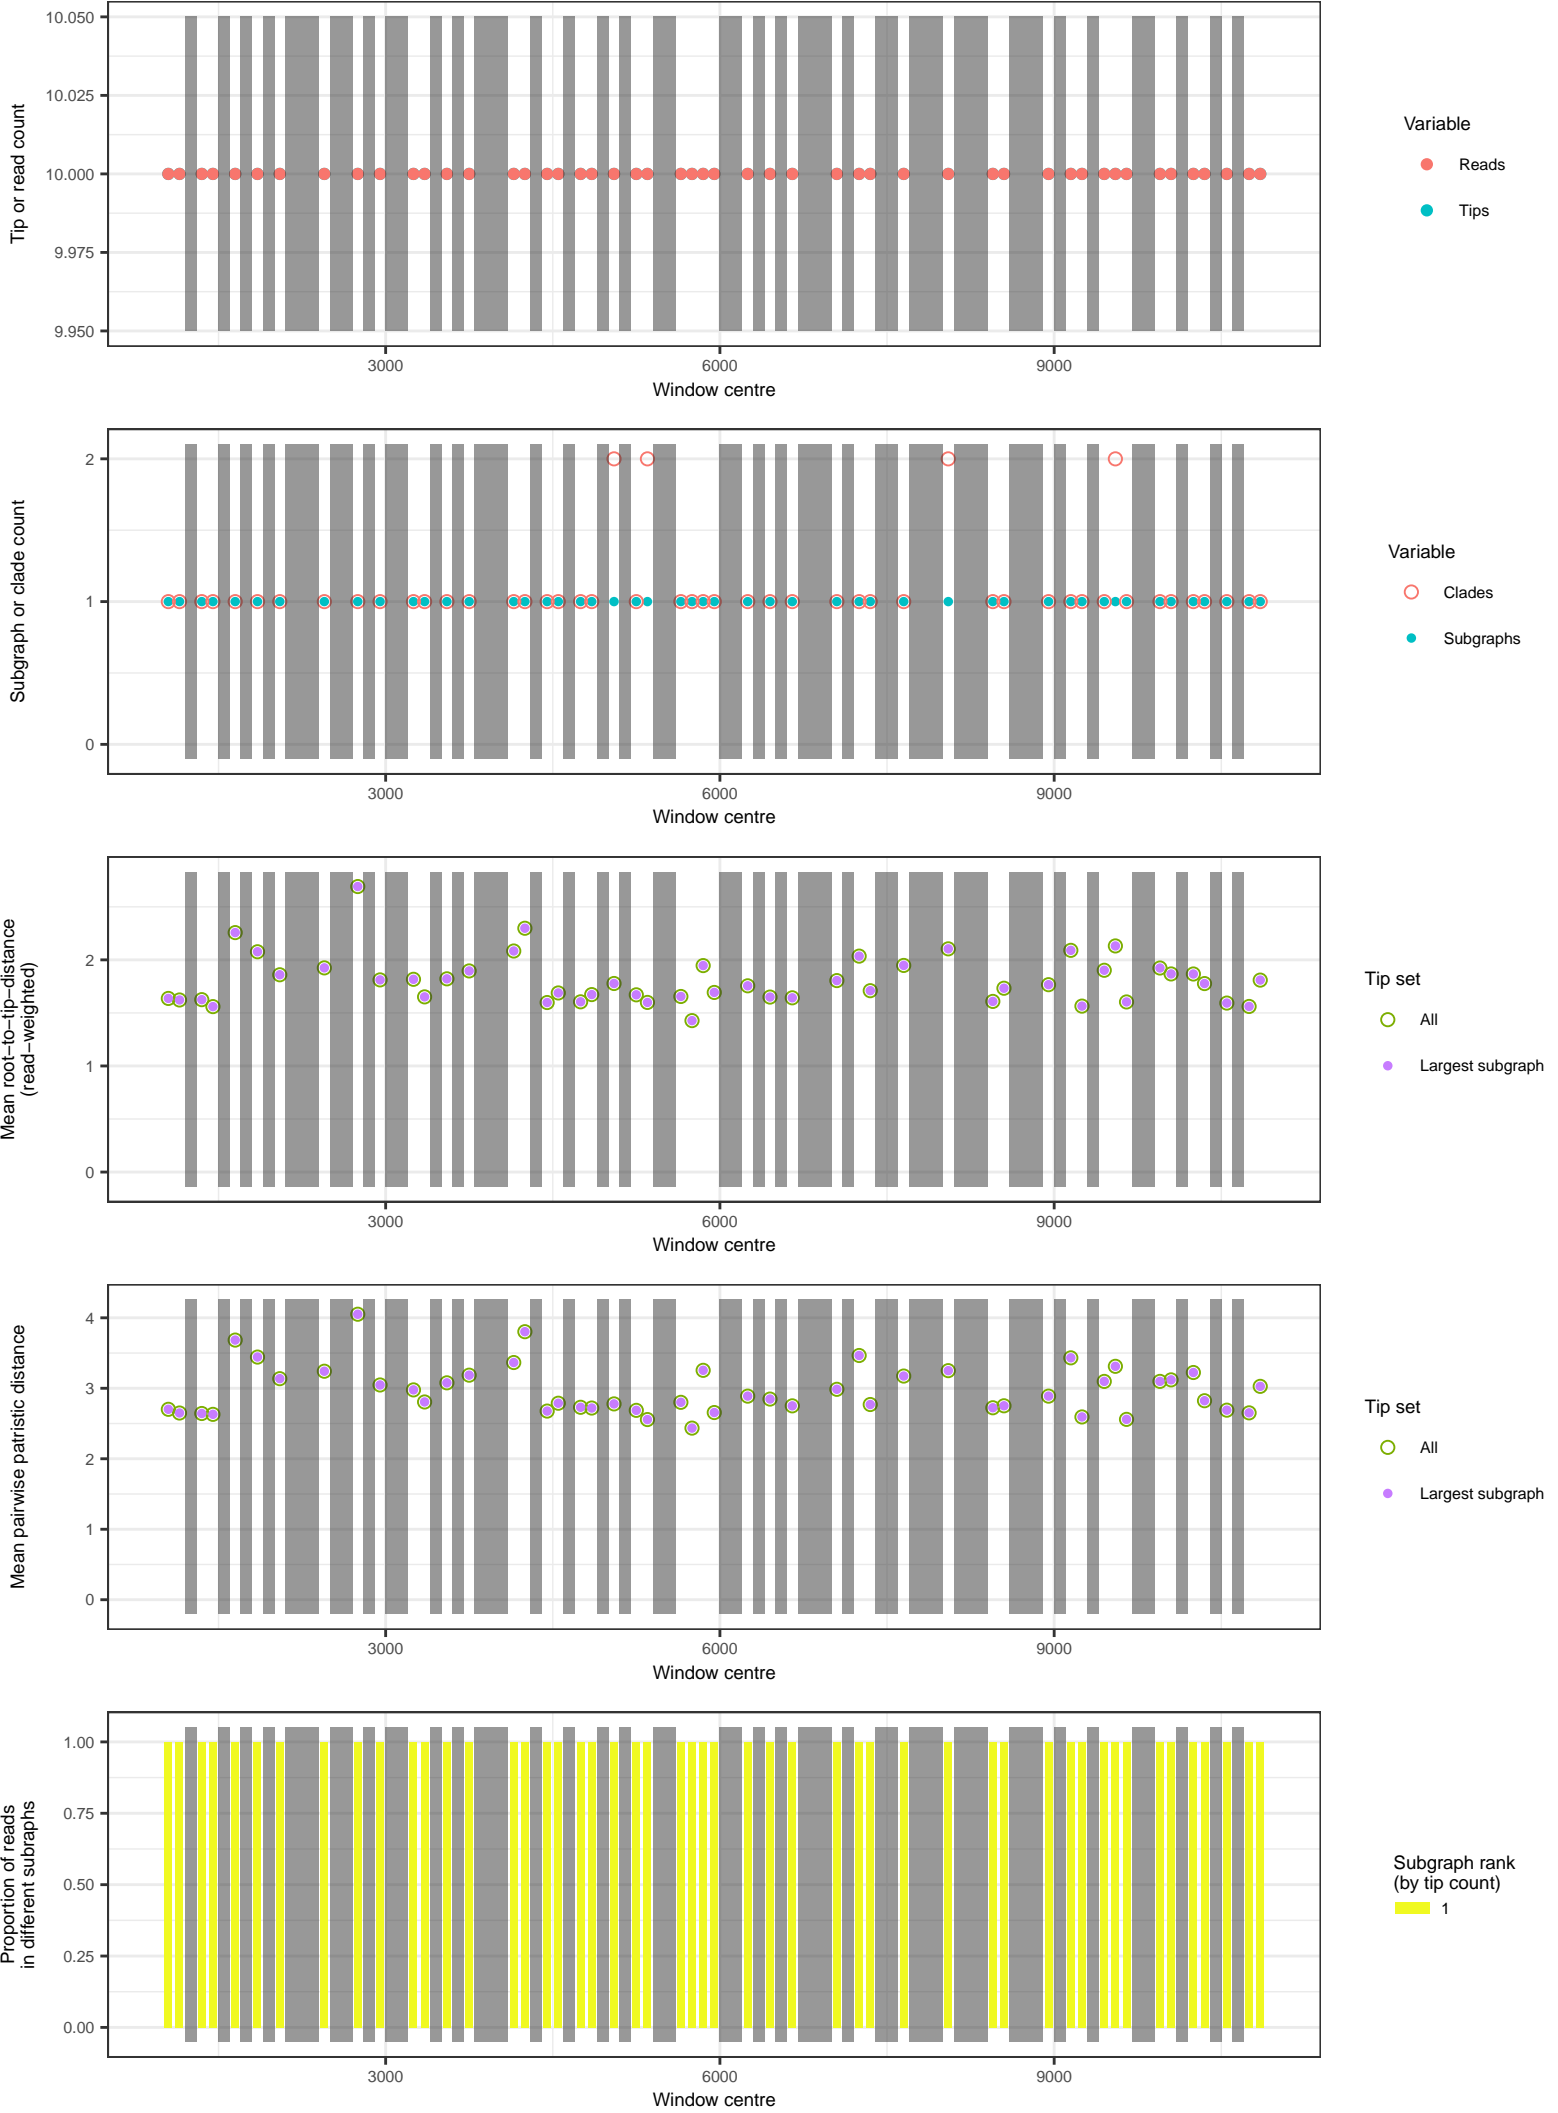 10.050
10.025
10.000
9.975
9.950
Tip or read count
3000
6000
9000
Window centre
Variable
Reads
Tips
2
1
0
Subgraph or clade count
3000
6000
9000
Window centre
Variable
Clades
Subgraphs
2
1
0
Mean root−to−tip−distance
(read−weighted)
3000
6000
9000
Window centre
Tip set
All
Largest subgraph
4
3
2
1
0
Mean pairwise patristic distance
3000
6000
9000
Window centre
Tip set
All
Largest subgraph
1.00
0.75
0.50
0.25
0.00
Proportion of reads
in different subraphs
3000
6000
9000
Window centre
Subgraph rank
(by tip count)
1